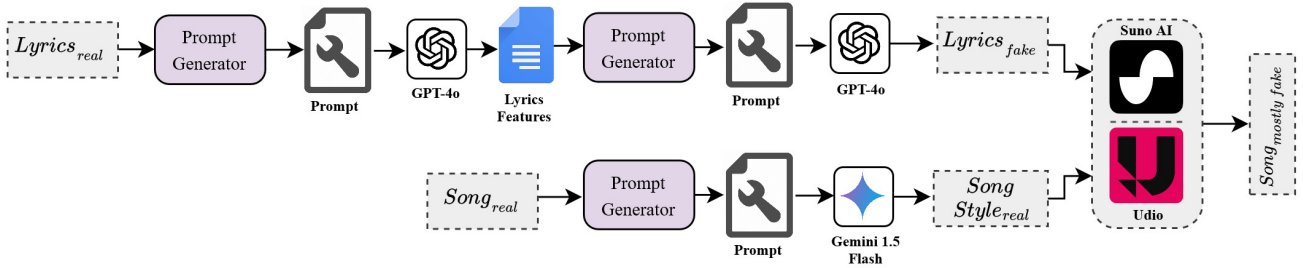 Lyrics_real
Prompt
Generator
Prompt
GPT-4o
Lyrics
Features
Prompt
Generator
Prompt
GPT-4o
Lyrics_fake
Suno AI
Udio
Song_mostly fake
Song_real
Prompt
Generator
Prompt
Gemini 1.5
Flash
Song
Style_real